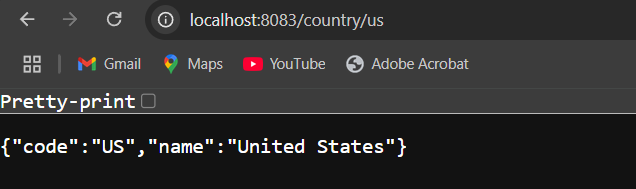 localhost:8083/country/us
Gmail Maps YouTube Adobe Acrobat
Pretty-print
{"code":"US","name":"United States"}